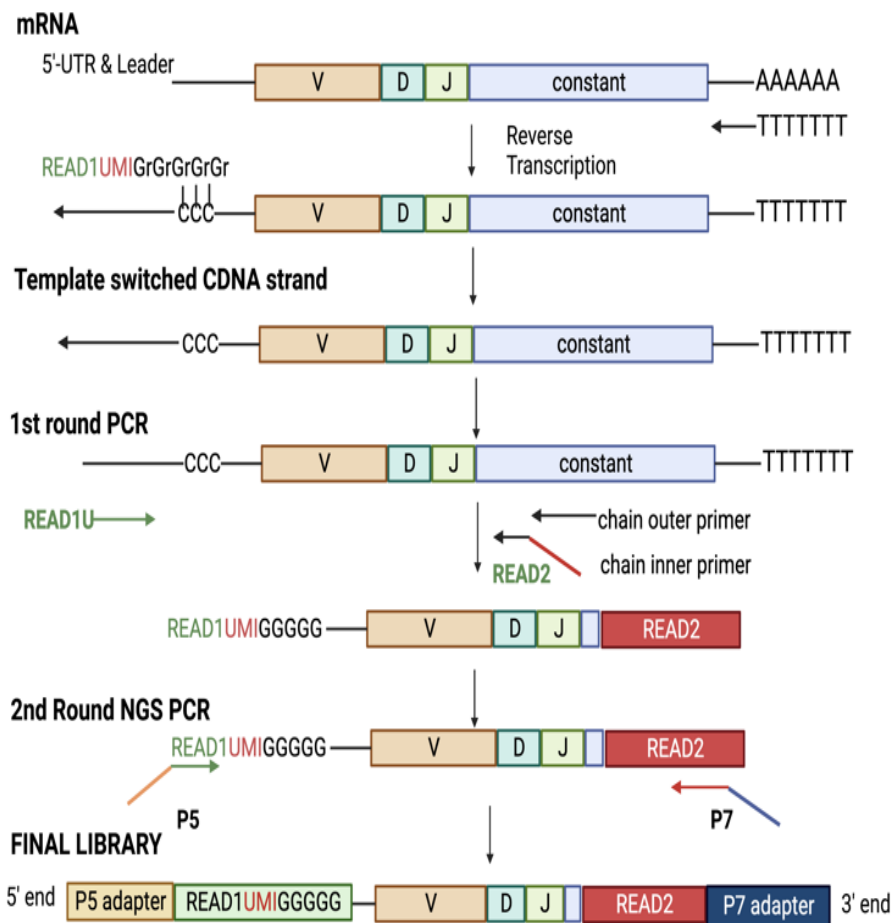 mRNA
5'-UTR & Leader
V D J constant AAAAAA
TTTTTTT
Reverse
Transcription
READ1UMIGrGrGrGrGr
CCC V D J constant TTTTTTT
Template switched CDNA strand
CCC V D J constant TTTTTTT
1st round PCR
CCC V D J constant TTTTTTT
READ1U
chain outer primer
READ2 chain inner primer
READ1UMIGGGGG V D J READ2
2nd Round NGS PCR
READ1UMIGGGGG V D J READ2
P5 P7
FINAL LIBRARY
5' end P5 adapter READ1UMIGGGGG V D J READ2 P7 adapter 3' end